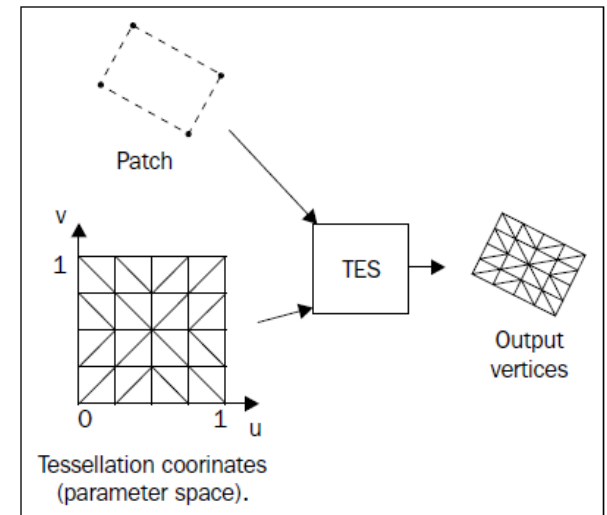 Patch
v
1
TES
0
1
u
Output
vertices
Tessellation coorinates
(parameter space).